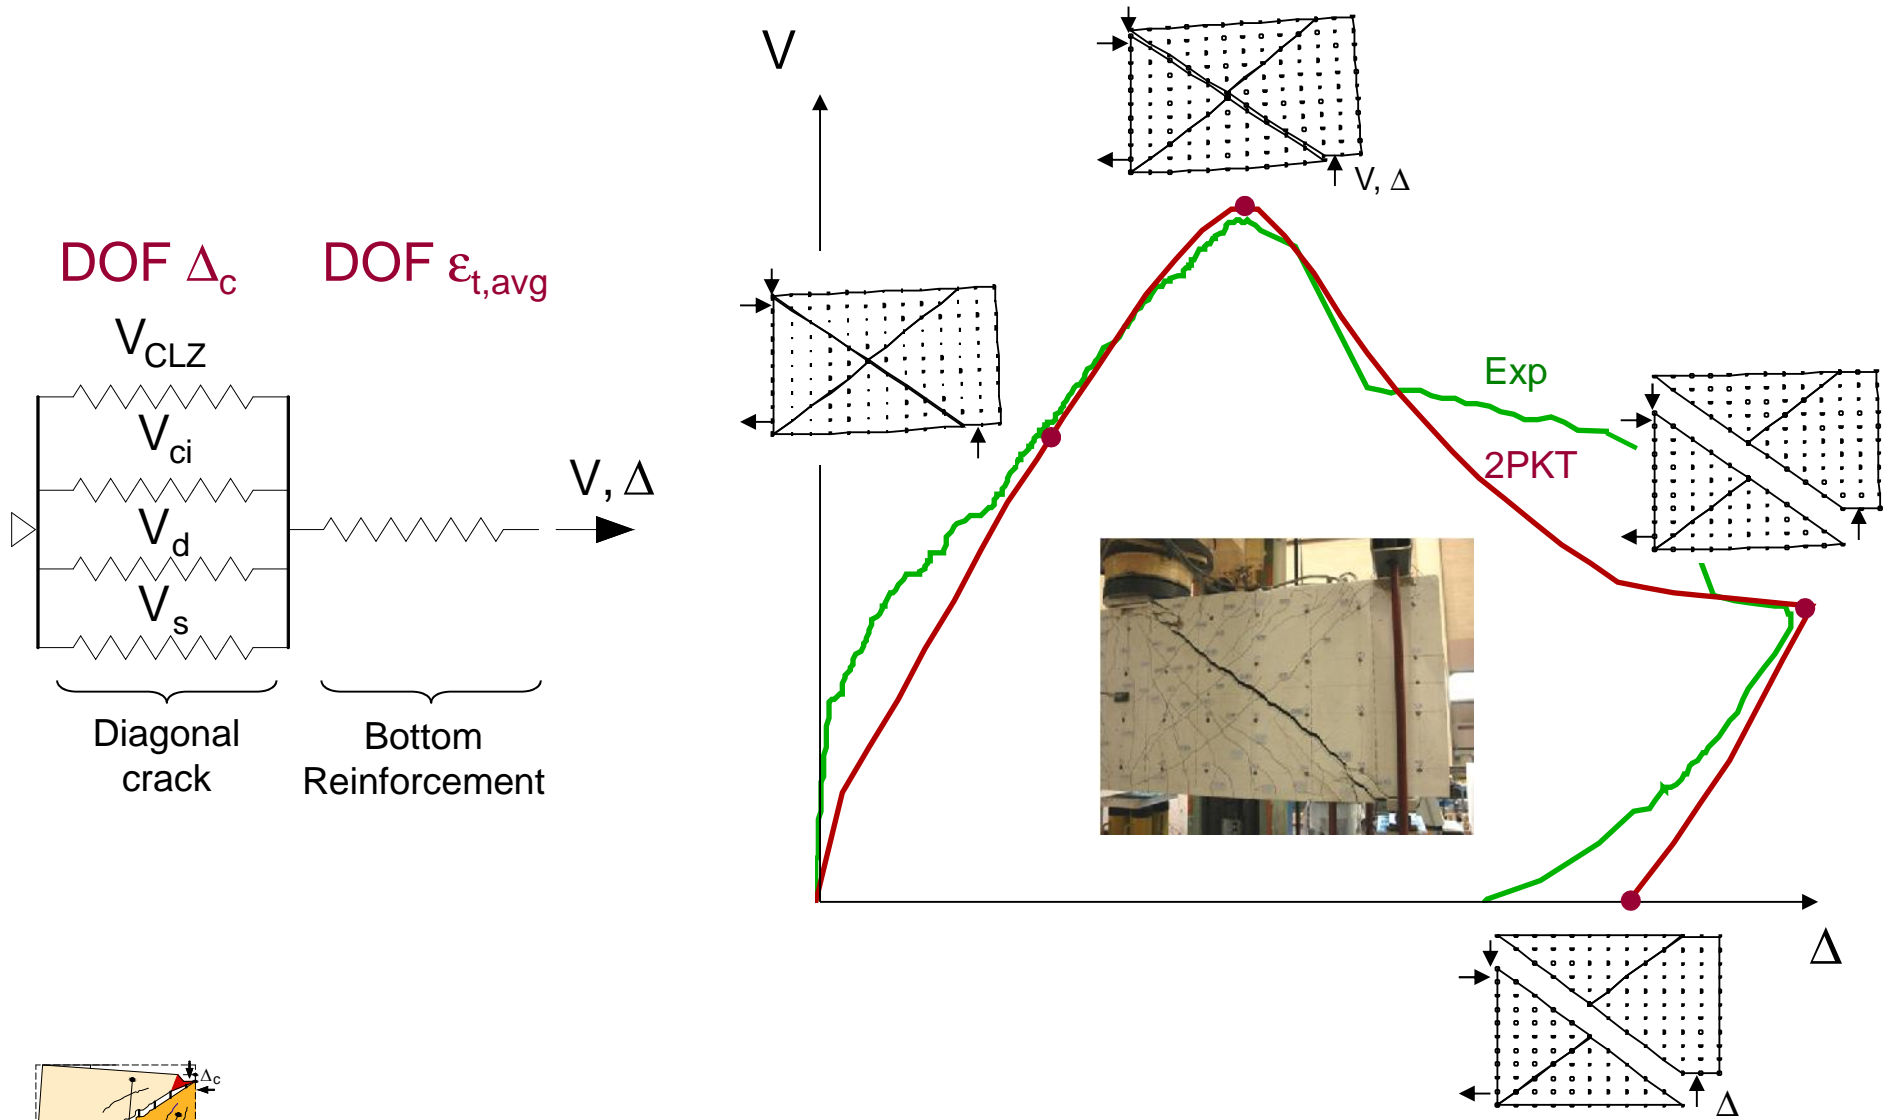 V
V, Δ
DOF Δc
DOF εt,avg
VCLZ
Vci
Vd
Vs
V, Δ
Diagonal
crack
Bottom
Reinforcement
Exp
2PKT
Δ
Δ
Δc